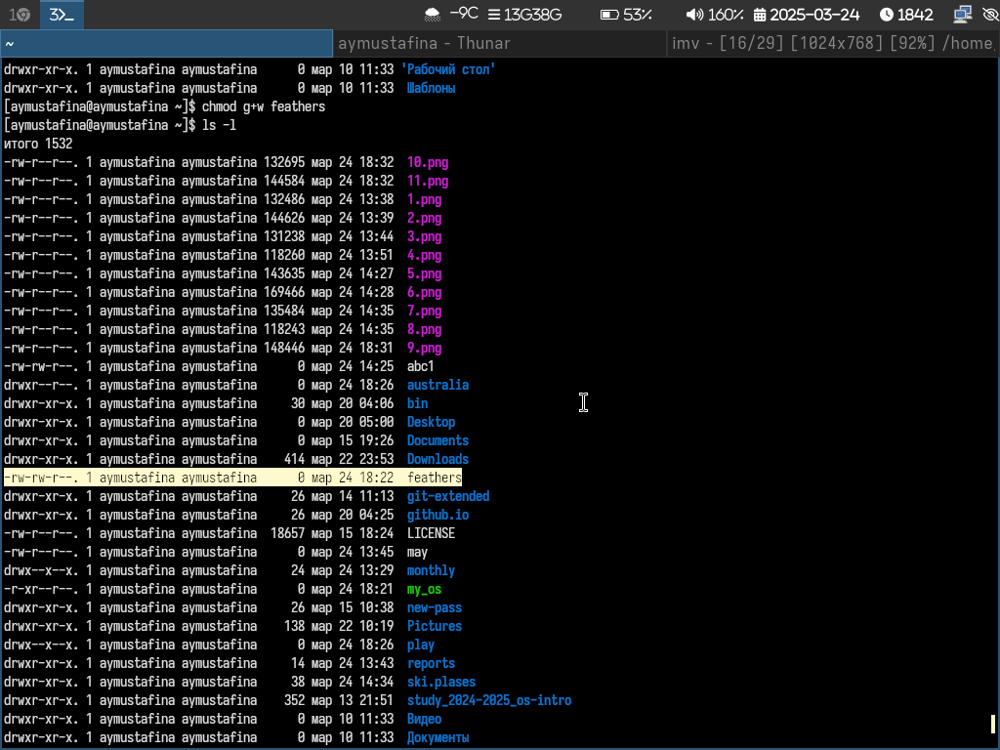 1 3 −9C 13G38G 53% 160% 2025-03-24 1842
~ aymustafina - Thunar imv - [16/29] [1024x768] [92%] /home
drwxr-xr-x. 1 aymustafina aymustafina 0 мар 10 11:33 'Рабочий стол'
drwxr-xr-x. 1 aymustafina aymustafina 0 мар 10 11:33 Шаблоны
[aymustafina@aymustafina ~]$ chmod g+w feathers
[aymustafina@aymustafina ~]$ ls -l
итого 1532
-rw-r--r--. 1 aymustafina aymustafina 132695 мар 24 18:32 10.png
-rw-r--r--. 1 aymustafina aymustafina 144584 мар 24 18:32 11.png
-rw-r--r--. 1 aymustafina aymustafina 132486 мар 24 13:38 1.png
-rw-r--r--. 1 aymustafina aymustafina 144626 мар 24 13:39 2.png
-rw-r--r--. 1 aymustafina aymustafina 131238 мар 24 13:44 3.png
-rw-r--r--. 1 aymustafina aymustafina 118260 мар 24 13:51 4.png
-rw-r--r--. 1 aymustafina aymustafina 143635 мар 24 14:27 5.png
-rw-r--r--. 1 aymustafina aymustafina 169466 мар 24 14:28 6.png
-rw-r--r--. 1 aymustafina aymustafina 135484 мар 24 14:35 7.png
-rw-r--r--. 1 aymustafina aymustafina 118243 мар 24 14:35 8.png
-rw-r--r--. 1 aymustafina aymustafina 148446 мар 24 18:31 9.png
-rw-rw-r--. 1 aymustafina aymustafina 0 мар 24 14:25 abc1
drwxr--r--. 1 aymustafina aymustafina 0 мар 24 18:26 australia
drwxr-xr-x. 1 aymustafina aymustafina 30 мар 20 04:06 bin
drwxr-xr-x. 1 aymustafina aymustafina 0 мар 20 05:00 Desktop
drwxr-xr-x. 1 aymustafina aymustafina 0 мар 15 19:26 Documents
drwxr-xr-x. 1 aymustafina aymustafina 414 мар 22 23:53 Downloads
-rw-rw-r--. 1 aymustafina aymustafina 0 мар 24 18:22 feathers
drwxr-xr-x. 1 aymustafina aymustafina 26 мар 14 11:13 git-extended
drwxr-xr-x. 1 aymustafina aymustafina 26 мар 20 04:25 github.io
-rw-r--r--. 1 aymustafina aymustafina 18657 мар 15 18:24 LICENSE
-rw-r--r--. 1 aymustafina aymustafina 0 мар 24 13:45 may
drwx--x--x. 1 aymustafina aymustafina 24 мар 24 13:29 monthly
-r-xr--r--. 1 aymustafina aymustafina 0 мар 24 18:21 my_os
drwxr-xr-x. 1 aymustafina aymustafina 26 мар 15 10:38 new-pass
drwxr-xr-x. 1 aymustafina aymustafina 138 мар 22 10:19 Pictures
drwx--x--x. 1 aymustafina aymustafina 0 мар 24 18:26 play
drwxr-xr-x. 1 aymustafina aymustafina 14 мар 24 13:43 reports
drwxr-xr-x. 1 aymustafina aymustafina 38 мар 24 14:34 ski.plases
drwxr-xr-x. 1 aymustafina aymustafina 352 мар 13 21:51 study_2024-2025_os-intro
drwxr-xr-x. 1 aymustafina aymustafina 0 мар 10 11:33 Видео
drwxr-xr-x. 1 aymustafina aymustafina 0 мар 10 11:33 Документы